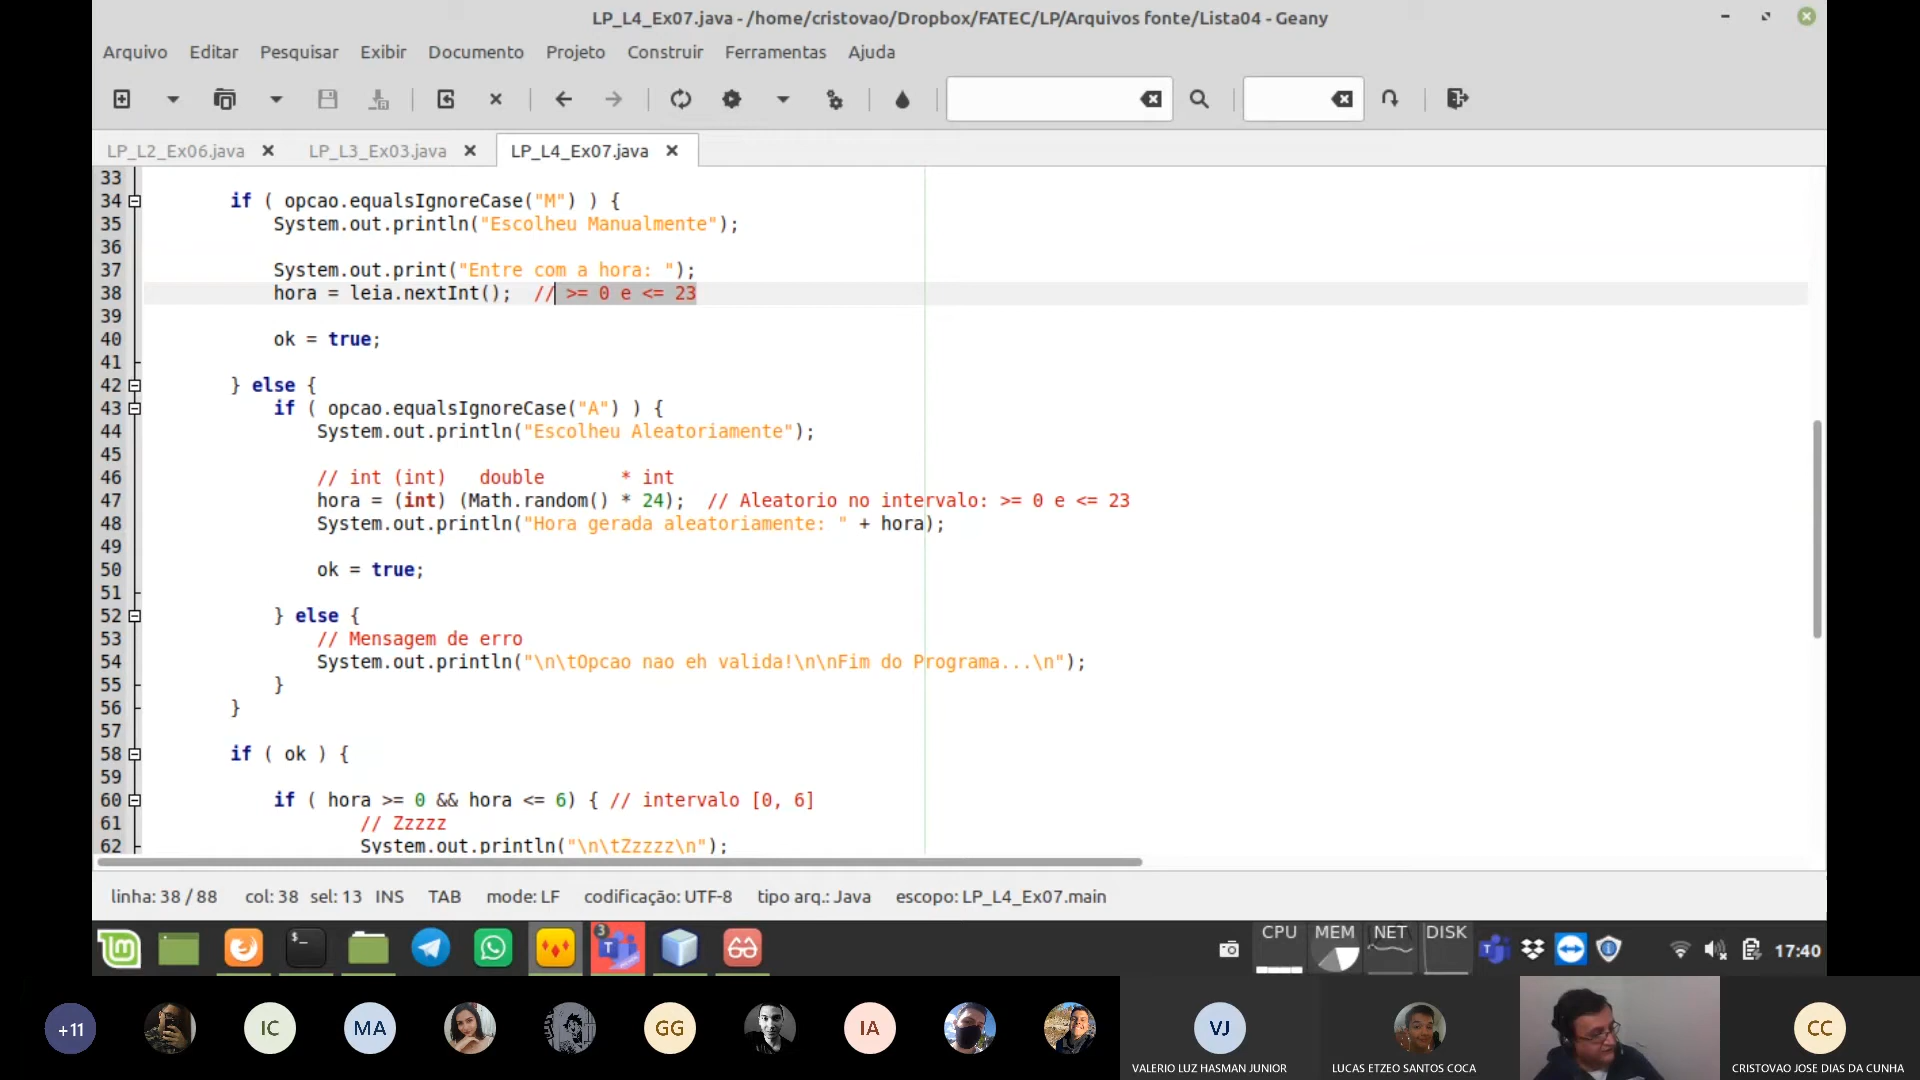 LP_L4_Ex07.java - /home/cristovao/Dropbox/FATEC/LP/Arquivos fonte/Lista04 - Geany
Arquivo Editar Pesquisar Exibir Documento Projeto Construir Ferramentas Ajuda
LP_L2_Ex06.java LP_L3_Ex03.java LP_L4_Ex07.java
33
34 if ( opcao.equalsIgnoreCase("M") ) {
35 System.out.println("Escolheu Manualmente");
36
37 System.out.print("Entre com a hora: ");
38 hora = leia.nextInt(); // >= 0 e <= 23
39
40 ok = true;
41
42 } else {
43 if ( opcao.equalsIgnoreCase("A") ) {
44 System.out.println("Escolheu Aleatoriamente");
45
46 // int (int) double * int
47 hora = (int) (Math.random() * 24); // Aleatorio no intervalo: >= 0 e <= 23
48 System.out.println("Hora gerada aleatoriamente: " + hora);
49
50 ok = true;
51
52 } else {
53 // Mensagem de erro
54 System.out.println("\n\tOpcao nao eh valida!\n\nFim do Programa...\n");
55 }
56 }
57
58 if ( ok ) {
59
60 if ( hora >= 0 && hora <= 6) { // intervalo [0, 6]
61 // Zzzzz
62 System.out.println("\n\tZzzzz\n");
linha: 38 / 88 col: 38 sel: 13 INS TAB mode: LF codificação: UTF-8 tipo arq.: Java escopo: LP_L4_Ex07.main
$_ 3 T CPU MEM NET DISK 17:40
+11 IC MA GG IA VJ CC
VALERIO LUZ HASMAN JUNIOR LUCAS ETZEO SANTOS COCA CRISTOVAO JOSE DIAS DA CUNHA